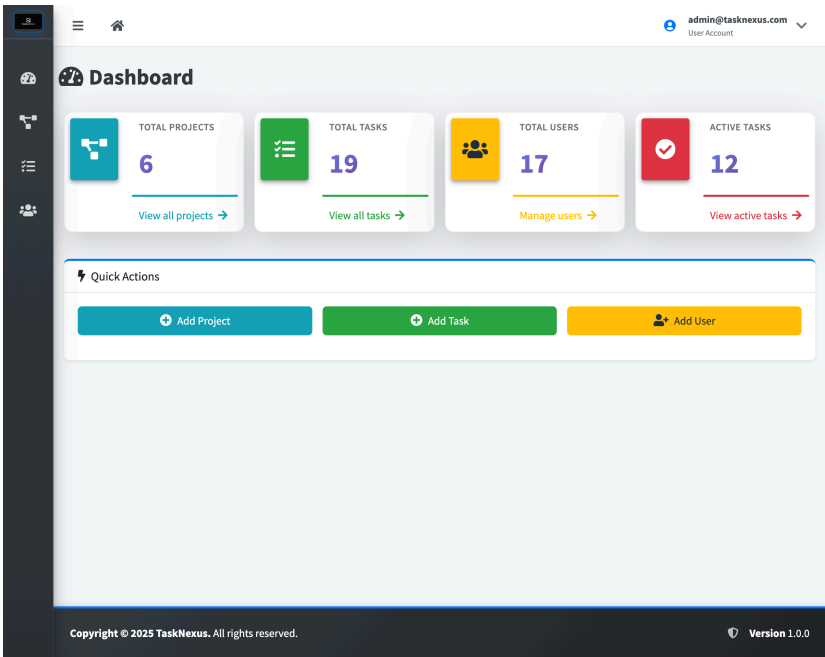 admin@tasknexus.com
User Account
Dashboard
TOTAL PROJECTS
6
View all projects
TOTAL TASKS
19
View all tasks
TOTAL USERS
17
Manage users
ACTIVE TASKS
12
View active tasks
Quick Actions
Add Project
Add Task
Add User
Copyright © 2025 TaskNexus. All rights reserved.
Version 1.0.0